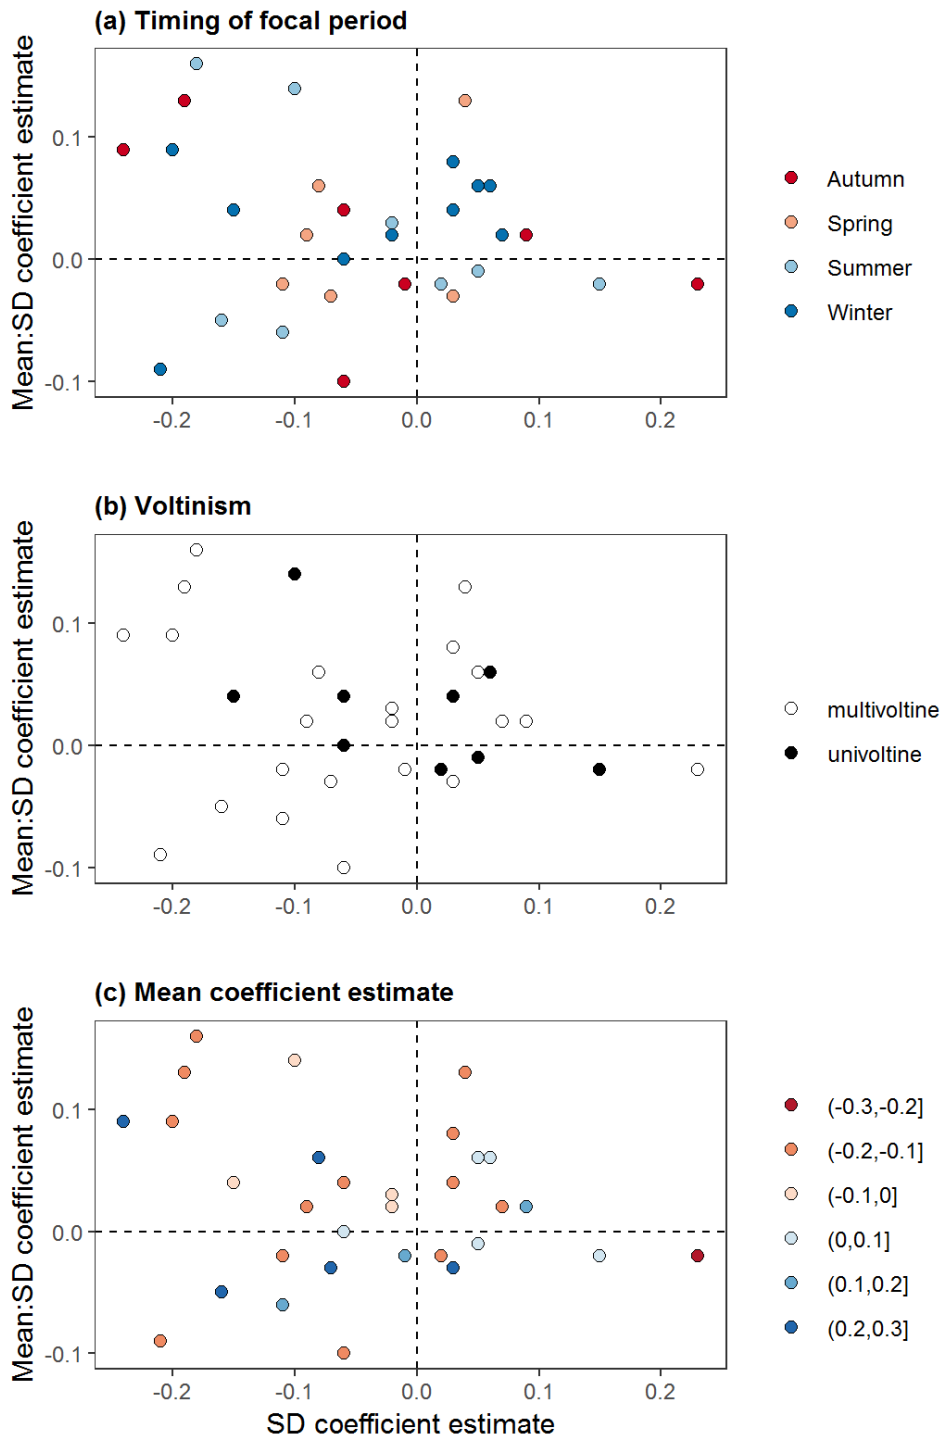 (a) Timing of focal period
Mean:SD coefficient estimate
0.1
0.0
-0.1
-0.2
-0.1
0.0
0.1
0.2
Autumn
Spring
Summer
Winter
(b) Voltinism
Mean:SD coefficient estimate
0.1
0.0
-0.1
-0.2
-0.1
0.0
0.1
0.2
multivoltine
univoltine
(c) Mean coefficient estimate
Mean:SD coefficient estimate
0.1
0.0
-0.1
-0.2
-0.1
0.0
0.1
0.2
SD coefficient estimate
(-0.3,-0.2]
(-0.2,-0.1]
(-0.1,0]
(0,0.1]
(0.1,0.2]
(0.2,0.3]